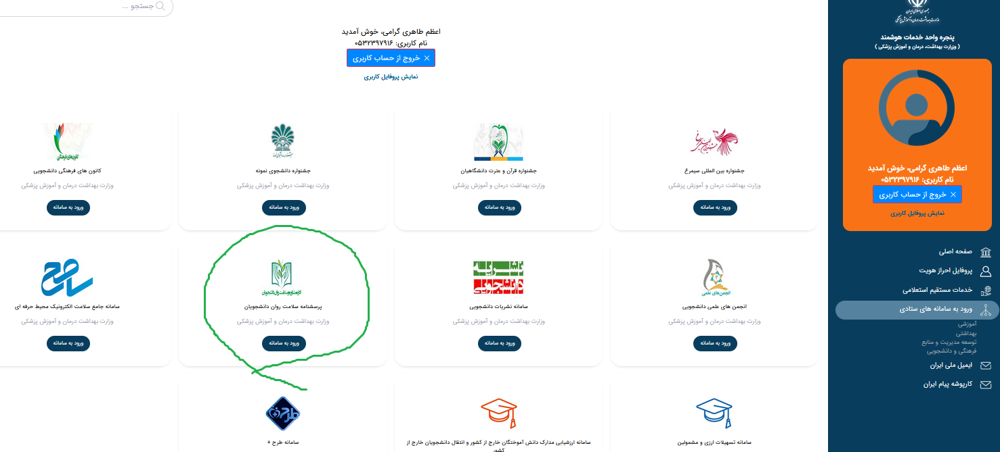 جستجو ...
جمهوری اسلامی ایران
وزارت بهداشت، درمان و آموزش پزشکی
پنجره واحد خدمات هوشمند
( وزارت بهداشت، درمان و آموزش پزشکی )
اعظم طاهری گرامی، خوش آمدید
نام کاربری: ۰۵۳۲۳۹۷۹۱۶
× خروج از حساب کاربری
نمایش پروفایل کاربری
صفحه اصلی
پروفایل احراز هویت
خدمات مستقیم استعلامی
ورود به سامانه های ستادی
آموزشی
بهداشتی
توسعه مدیریت و منابع
فرهنگی و دانشجویی
ایمیل ملی ایران
کارپوشه پیام ایران
اعظم طاهری گرامی، خوش آمدید
نام کاربری: ۰۵۳۲۳۹۷۹۱۶
× خروج از حساب کاربری
نمایش پروفایل کاربری
جشنواره بین المللی سیمرغ
وزارت بهداشت درمان و آموزش پزشکی
ورود به سامانه
جشنواره قرآن و عترت دانشگاهیان
وزارت بهداشت درمان و آموزش پزشکی
ورود به سامانه
جشنواره دانشجوی نمونه
وزارت بهداشت درمان و آموزش پزشکی
ورود به سامانه
کانون های فرهنگی
کانون های فرهنگی دانشجویی
وزارت بهداشت درمان و آموزش پزشکی
ورود به سامانه
انجمن های علمی
انجمن های علمی دانشجویی
وزارت بهداشت درمان و آموزش پزشکی
ورود به سامانه
نشریه
دانشجویی
سامانه نشریات دانشجویی
وزارت بهداشت درمان و آموزش پزشکی
ورود به سامانه
پرسشنامه سلامت روان دانشجویان
وزارت بهداشت درمان و آموزش پزشکی
ورود به سامانه
سامح
سامانه جامع سلامت الکترونیک محیط حرفه ای
وزارت بهداشت درمان و آموزش پزشکی
ورود به سامانه
سامانه تسهیلات ارزی و مشمولین
سامانه ارزشیابی مدارک دانش آموختگان خارج از کشور و انتقال دانشجویان خارج از
کشور
طرح
سامانه طرح +